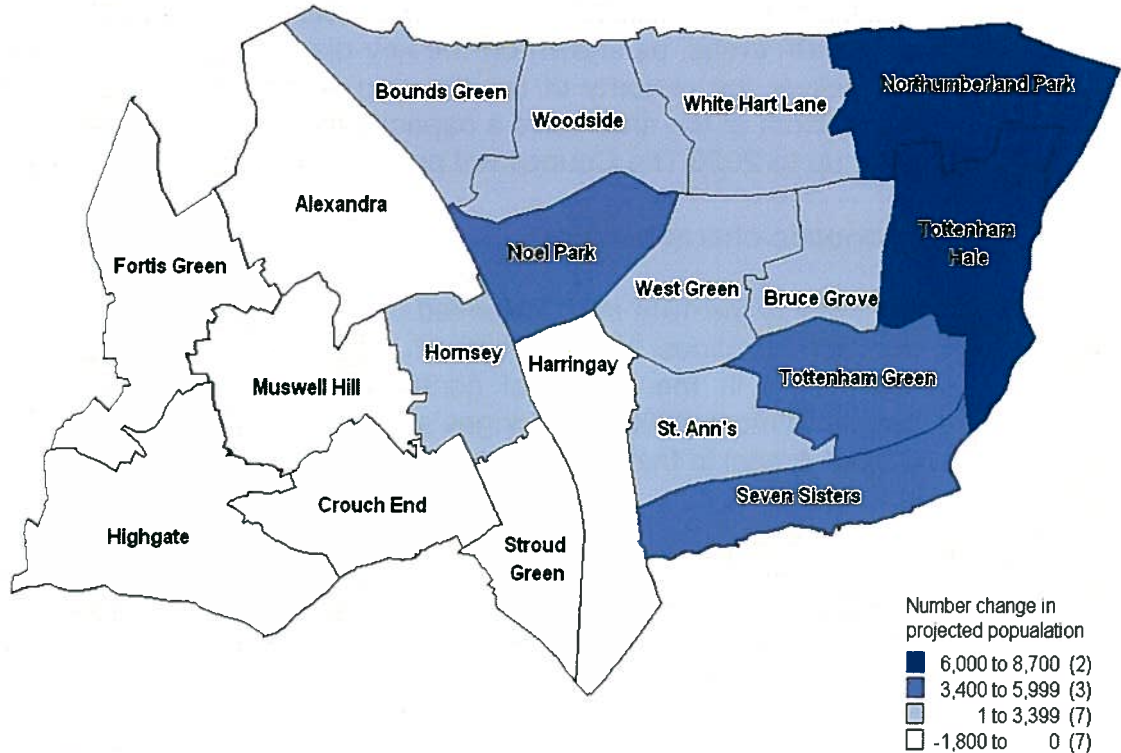 Bounds Green
Woodside
White Hart Lane
Northumberland Park
Alexandra
Fortis Green
Noel Park
Tottenham
Hale
West Green
Bruce Grove
Hornsey
Harringay
Muswell Hill
Tottenham Green
St. Ann's
Crouch End
Seven Sisters
Highgate
Stroud
Green
Number change in
projected popualation
6,000 to 8,700 (2)
3,400 to 5,999 (3)
1 to 3,399 (7)
-1,800 to 0 (7)